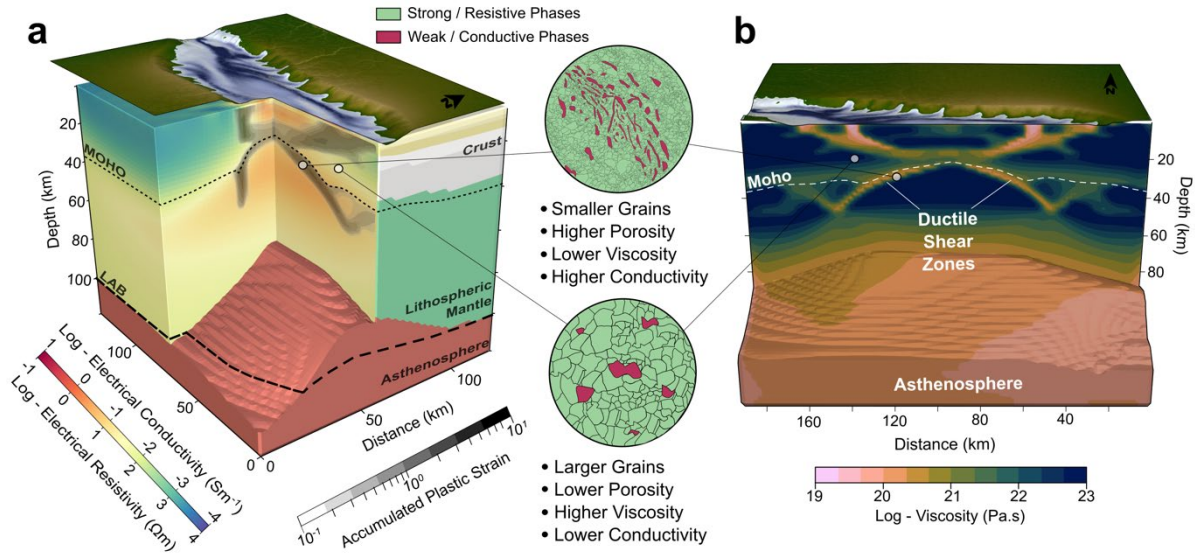 a
Strong / Resistive Phases
Weak / Conductive Phases
b
N
N
20
40
60
80
100
Depth (km)
MOHO
LAB
Crust
Lithospheric
Mantle
Asthenosphere
100
50
0
0
50
100
Distance (km)
1
0
-1
-2
-3
-4
Log - Electrical Conductivity (Sm⁻¹)
-1
0
1
2
3
4
Log - Electrical Resistivity (Ωm)
10⁻¹
10⁰
10¹
Accumulated Plastic Strain
• Smaller Grains
• Higher Porosity
• Lower Viscosity
• Higher Conductivity
• Larger Grains
• Lower Porosity
• Higher Viscosity
• Lower Conductivity
Moho
Ductile
Shear
Zones
20
40
60
80
Depth (km)
Asthenosphere
160
120
80
40
Distance (km)
19
20
21
22
23
Log - Viscosity (Pa.s)